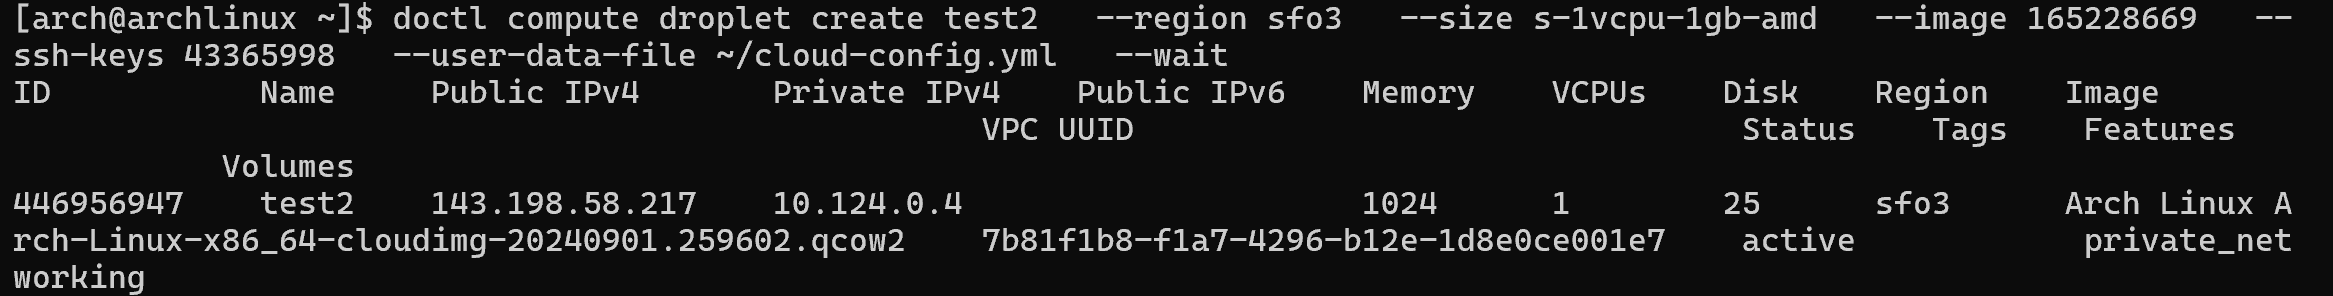 [arch@archlinux ~]$ doctl compute droplet create test2   --region sfo3   --size s-1vcpu-1gb-amd   --image 165228669   --
ssh-keys 43365998   --user-data-file ~/cloud-config.yml   --wait
ID           Name     Public IPv4       Private IPv4    Public IPv6    Memory    VCPUs    Disk    Region    Image
                                                   VPC UUID                                Status    Tags    Features
           Volumes
446956947    test2    143.198.58.217    10.124.0.4                     1024      1        25      sfo3      Arch Linux A
rch-Linux-x86_64-cloudimg-20240901.259602.qcow2    7b81f1b8-f1a7-4296-b12e-1d8e0ce001e7    active            private_net
working